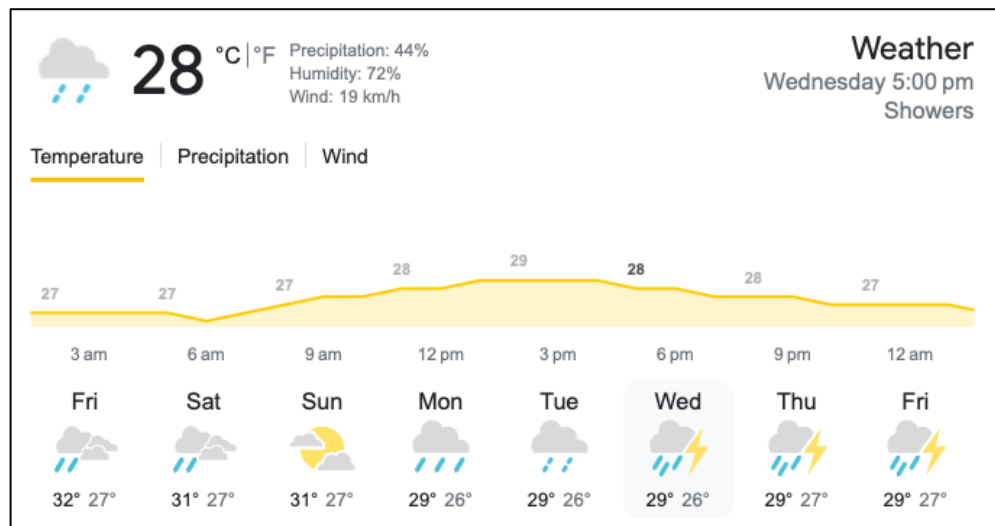 28 °C | °F
Precipitation: 44%
Humidity: 72%
Wind: 19 km/h
Weather
Wednesday 5:00 pm
Showers
Temperature Precipitation Wind
27 27 27 28 29 28 28 27
3 am 6 am 9 am 12 pm 3 pm 6 pm 9 pm 12 am
Fri Sat Sun Mon Tue Wed Thu Fri
32° 27° 31° 27° 31° 27° 29° 26° 29° 26° 29° 26° 29° 27° 29° 27°